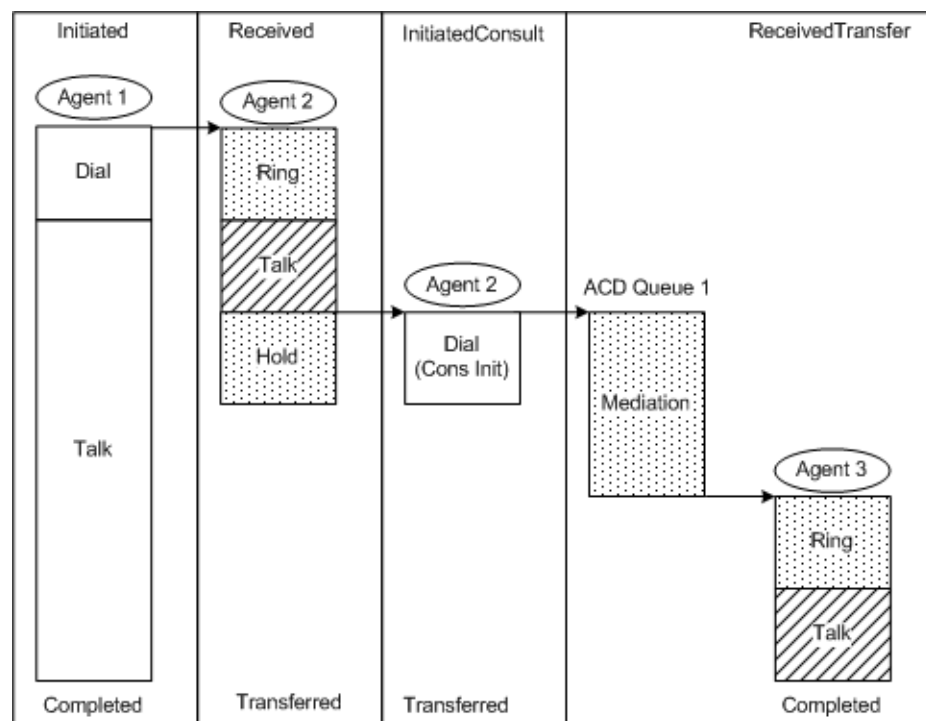 Initiated
Received
InitiatedConsult
ReceivedTransfer
Agent 1
Agent 2
Dial
Ring
Talk
Agent 2
ACD Queue 1
Hold
Dial
(Cons Init)
Mediation
Talk
Agent 3
Ring
Talk
Completed
Transferred
Transferred
Completed